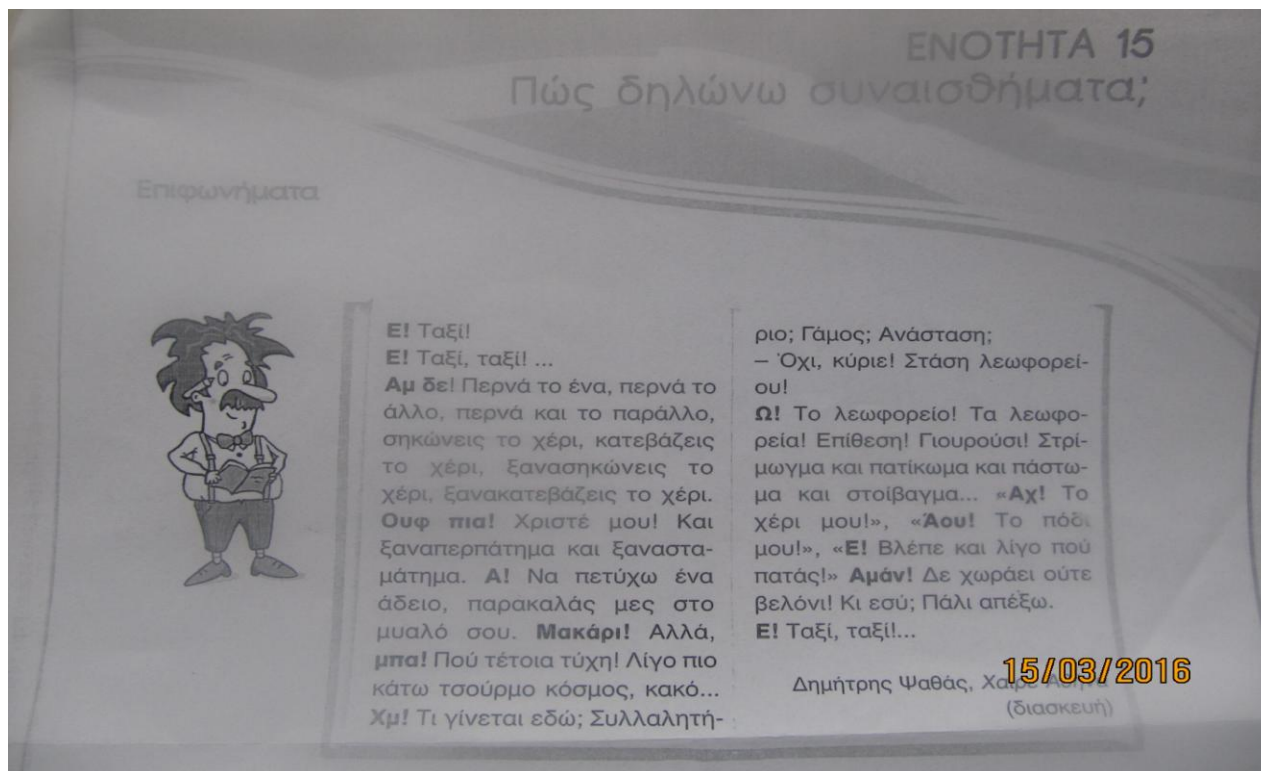 ΕΝΟΤΗΤΑ 15
Πώς δηλώνω συναισθήματα;
Επιφωνήματα
Ε! Ταξί!
Ε! Ταξί, ταξί! ...
Αμ δε! Περνά το ένα, περνά το
άλλο, περνά και το παράλλο,
σηκώνεις το χέρι, κατεβάζεις
το χέρι, ξανασηκώνεις το
χέρι, ξανακατεβάζεις το χέρι.
Ουφ πια! Χριστέ μου! Και
ξαναπερπάτημα και ξαναστα-
μάτημα. Α! Να πετύχω ένα
άδειο, παρακαλάς μες στο
μυαλό σου. Μακάρι! Αλλά,
μπα! Πού τέτοια τύχη! Λίγο πιο
κάτω τσούρμο κόσμος, κακό...
Χμ! Τι γίνεται εδώ; Συλλαλητή-
ριο; Γάμος; Ανάσταση;
– Όχι, κύριε! Στάση λεωφορεί-
ου!
Ω! Το λεωφορείο! Τα λεωφο-
ρεία! Επίθεση! Γιουρούσι! Στρί-
μωγμα και πατίκωμα και πάστω-
μα και στοίβαγμα... «Αχ! Το
χέρι μου!», «Άου! Το πόδι
μου!», «Ε! Βλέπε και λίγο πού
πατάς!» Αμάν! Δε χωράει ούτε
βελόνι! Κι εσύ; Πάλι απέξω.
Ε! Ταξί, ταξί!...
Δημήτρης Ψαθάς, Χαίρε Αθήνα
(διασκευή)
15/03/2016